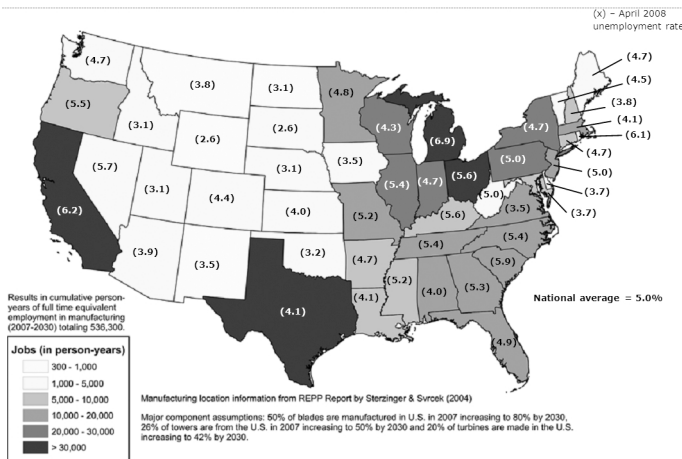 (x) – April 2008
unemployment rate
(4.7)
(3.8)
(3.1)
(4.8)
(4.7)
(4.5)
(3.8)
(4.1)
(6.1)
(4.7)
(5.0)
(3.7)
(3.7)
(5.5)
(3.1)
(2.6)
(2.6)
(4.3)
(6.9)
(4.7)
(5.7)
(3.1)
(3.5)
(5.0)
(6.2)
(3.1)
(4.4)
(4.0)
(5.4)
(4.7)
(5.6)
(5.0)
(5.2)
(5.6)
(3.5)
(3.9)
(3.5)
(3.2)
(4.7)
(5.4)
(5.4)
(5.9)
(4.1)
(4.1)
(5.2)
(4.0)
(5.3)
(4.9)
National average = 5.0%
Results in cumulative person-
years of full time equivalent
employment in manufacturing
(2007-2030) totaling 536,300.
Jobs (in person-years)
300 - 1,000
1,000 - 5,000
5,000 - 10,000
10,000 - 20,000
20,000 - 30,000
> 30,000
Manufacturing location information from REPP Report by Sterzinger & Svrcek (2004)
Major component assumptions: 50% of blades are manufactured in U.S. in 2007 increasing to 80% by 2030,
26% of towers are from the U.S. in 2007 increasing to 50% by 2030 and 20% of turbines are made in the U.S.
increasing to 42% by 2030.